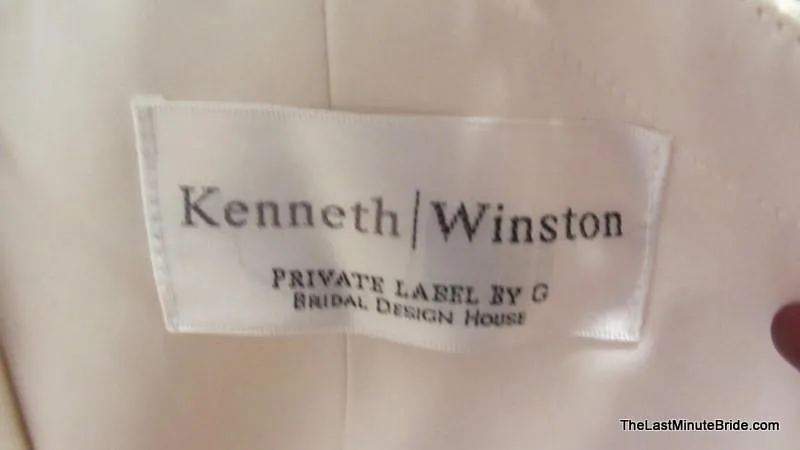 Kenneth|Winston
PRIVATE LABEL BY G
BRIDAL DESIGN HOUSE
TheLastMinuteBride.com